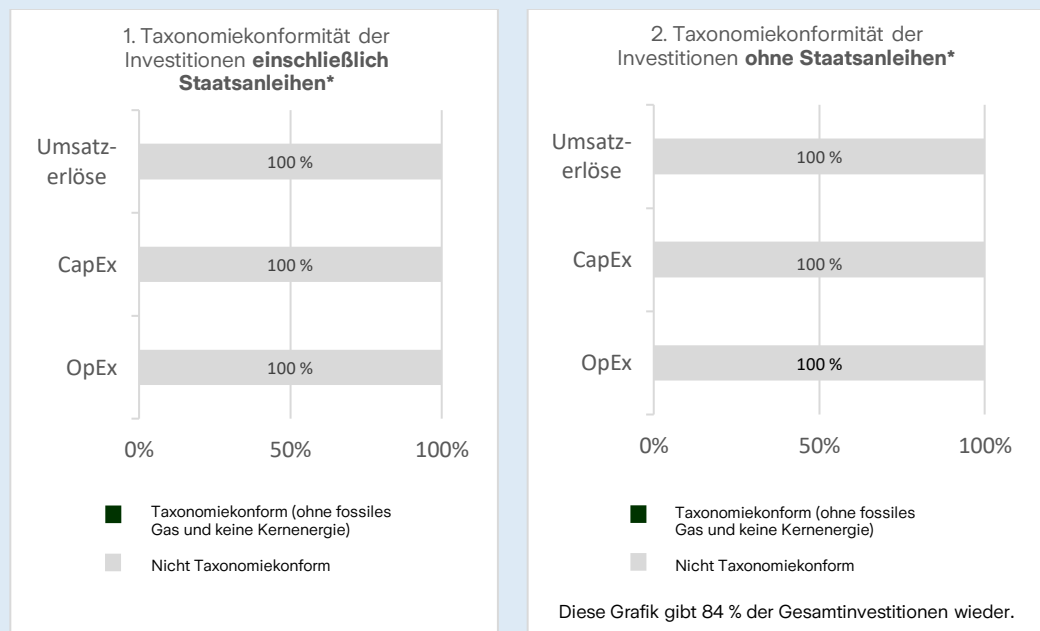 1. Taxonomiekonformität der
Investitionen einschließlich
Staatsanleihen*
Umsatz-
erlöse
100 %
CapEx
100 %
OpEx
100 %
0% 50% 100%
Taxonomiekonform (ohne fossiles
Gas und keine Kernenergie)
Nicht Taxonomiekonform
2. Taxonomiekonformität der
Investitionen ohne Staatsanleihen*
Umsatz-
erlöse
100 %
CapEx
100 %
OpEx
100 %
0% 50% 100%
Taxonomiekonform (ohne fossiles
Gas und keine Kernenergie)
Nicht Taxonomiekonform
Diese Grafik gibt 84 % der Gesamtinvestitionen wieder.